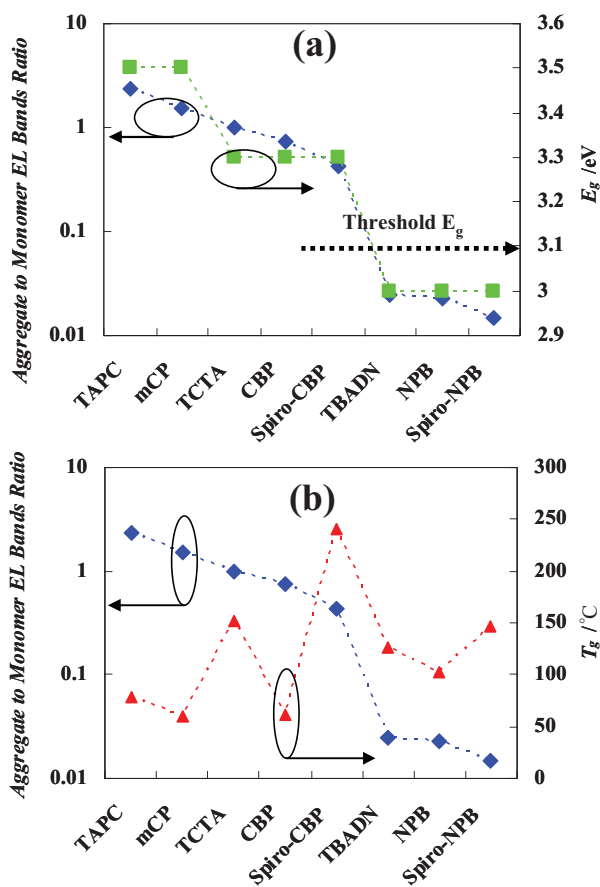 (a)
Aggregate to Monomer EL Bands Ratio
10
1
0.1
0.01
3.6
3.5
3.4
3.3
3.2
3.1
3
2.9
E_g /eV
Threshold E_g
TAPC
mCP
TCTA
CBP
Spiro-CBP
TBADN
NPB
Spiro-NPB
(b)
Aggregate to Monomer EL Bands Ratio
10
1
0.1
0.01
300
250
200
150
100
50
0
T_g /°C
TAPC
mCP
TCTA
CBP
Spiro-CBP
TBADN
NPB
Spiro-NPB